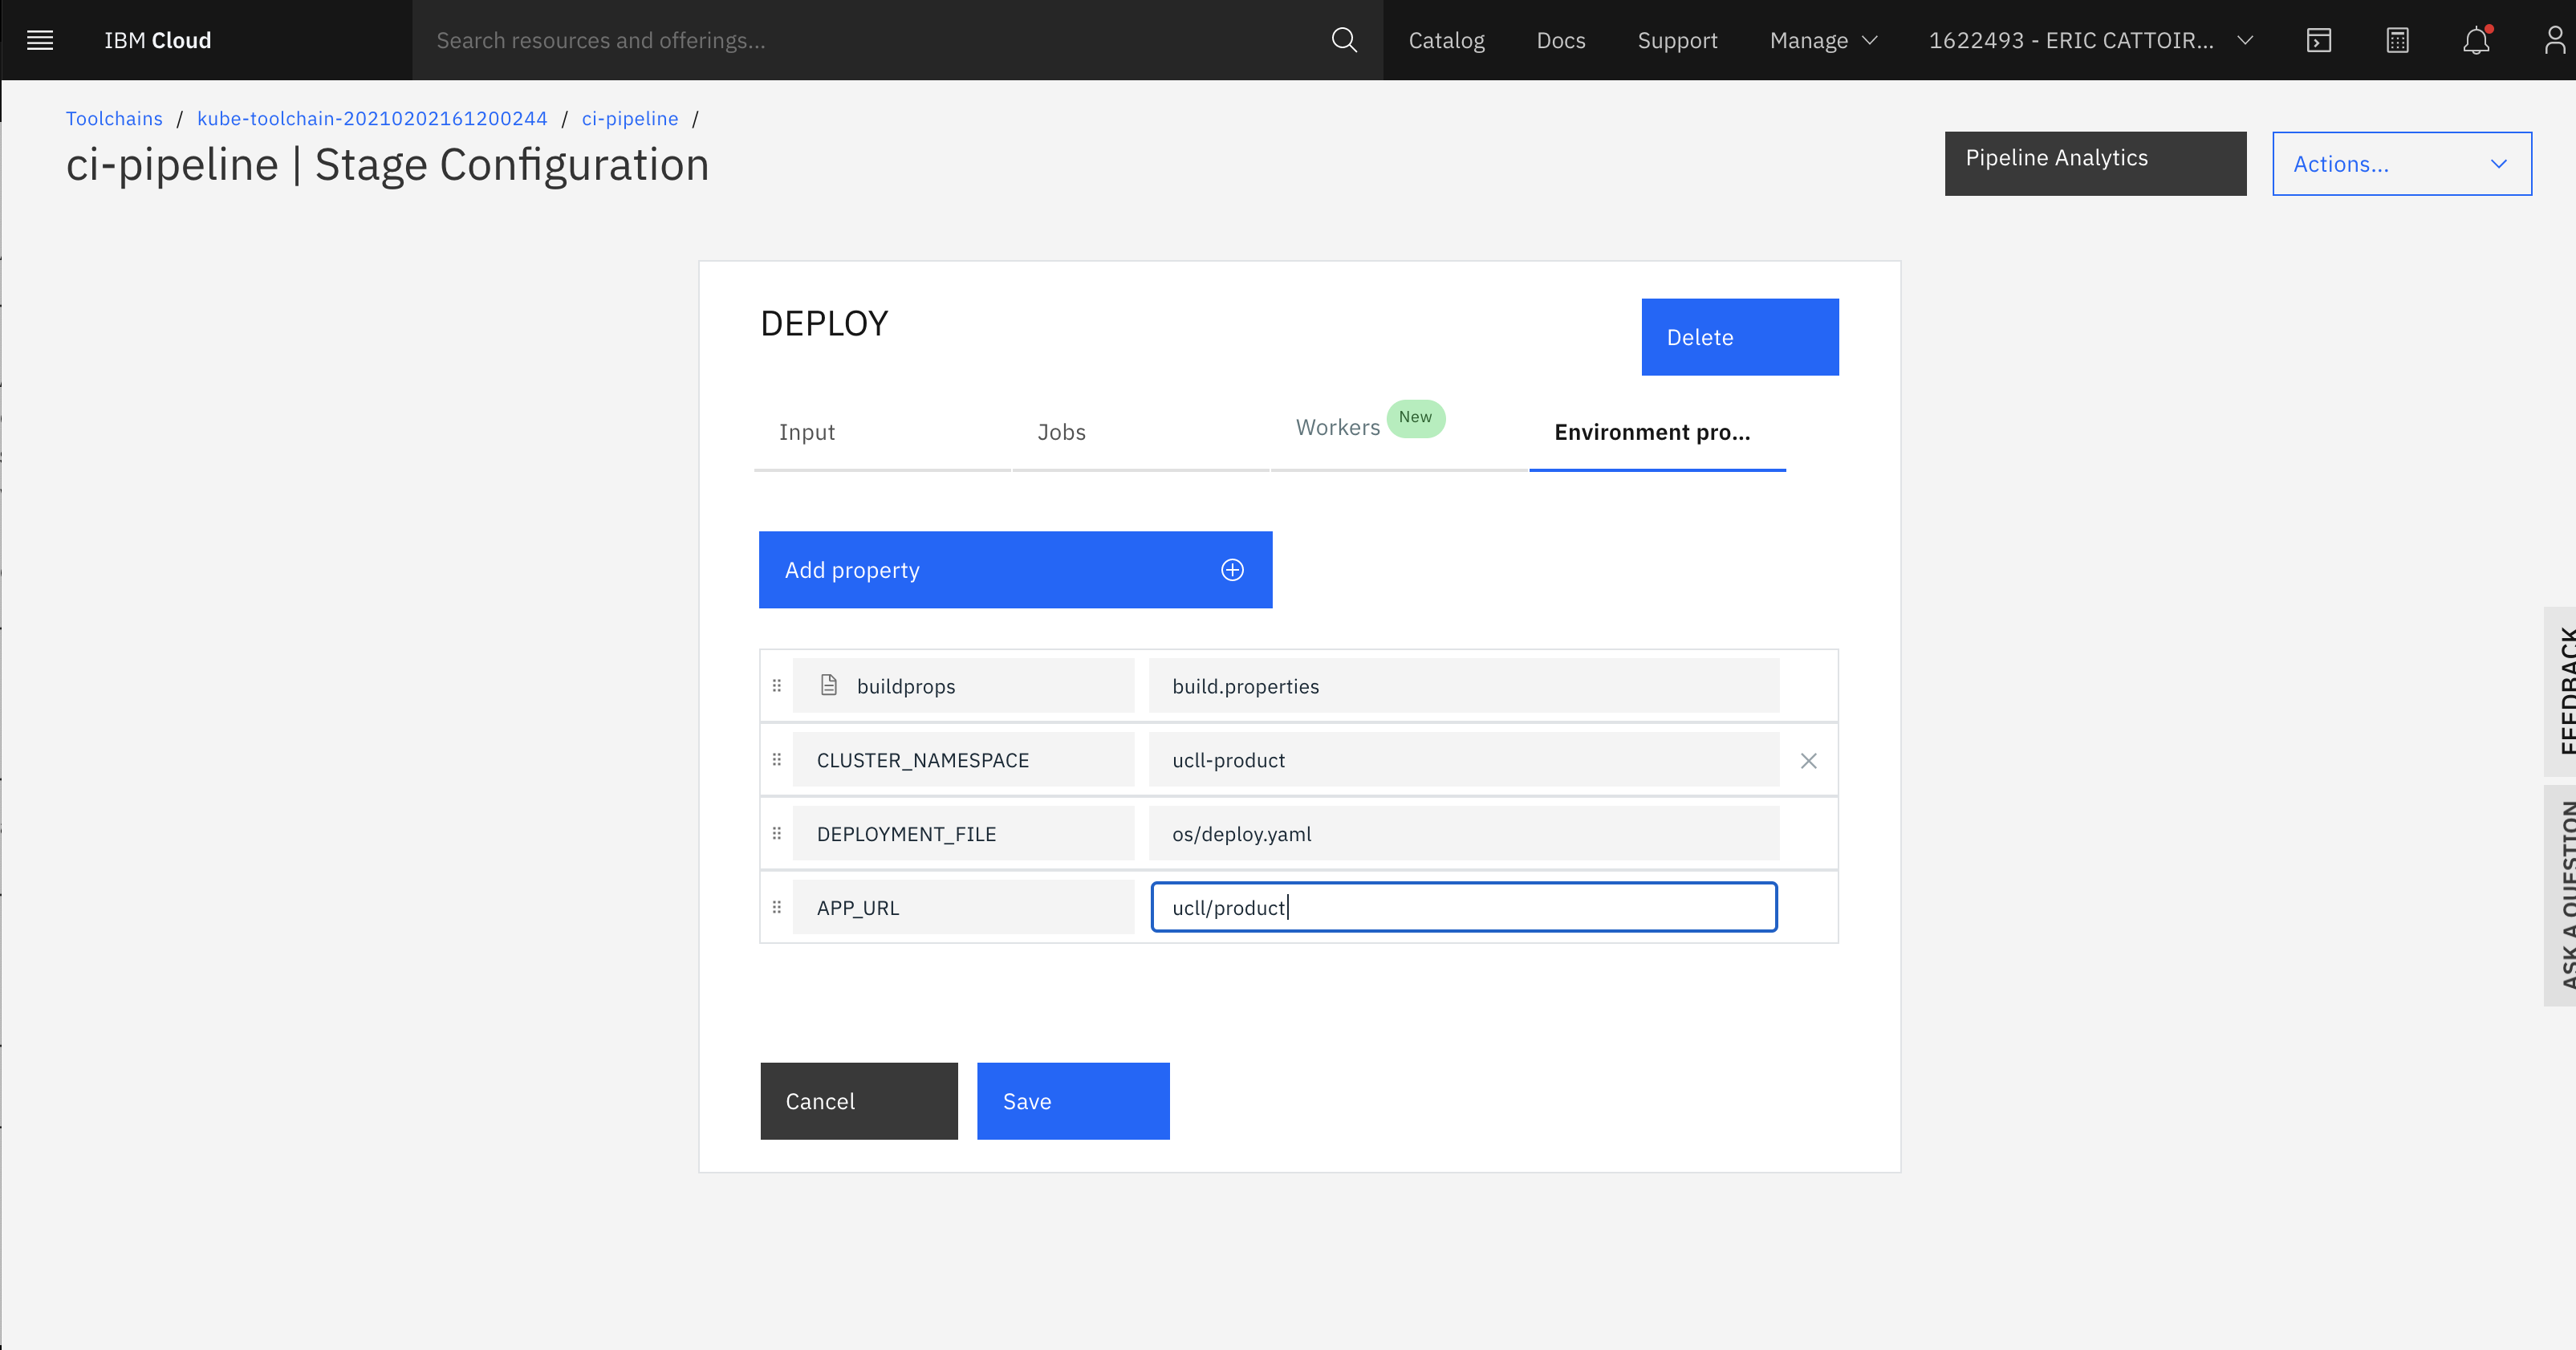 IBM Cloud
Search resources and offerings...
Catalog
Docs
Support
Manage
1622493 - ERIC CATTOIR...
Toolchains / kube-toolchain-20210202161200244 / ci-pipeline /
ci-pipeline | Stage Configuration
Pipeline Analytics
Actions...
DEPLOY
Delete
Input
Jobs
Workers
New
Environment pro...
Add property
buildprops
build.properties
CLUSTER_NAMESPACE
ucll-product
DEPLOYMENT_FILE
os/deploy.yaml
APP_URL
ucll/product
Cancel
Save
FEEDBACK
ASK A QUESTION